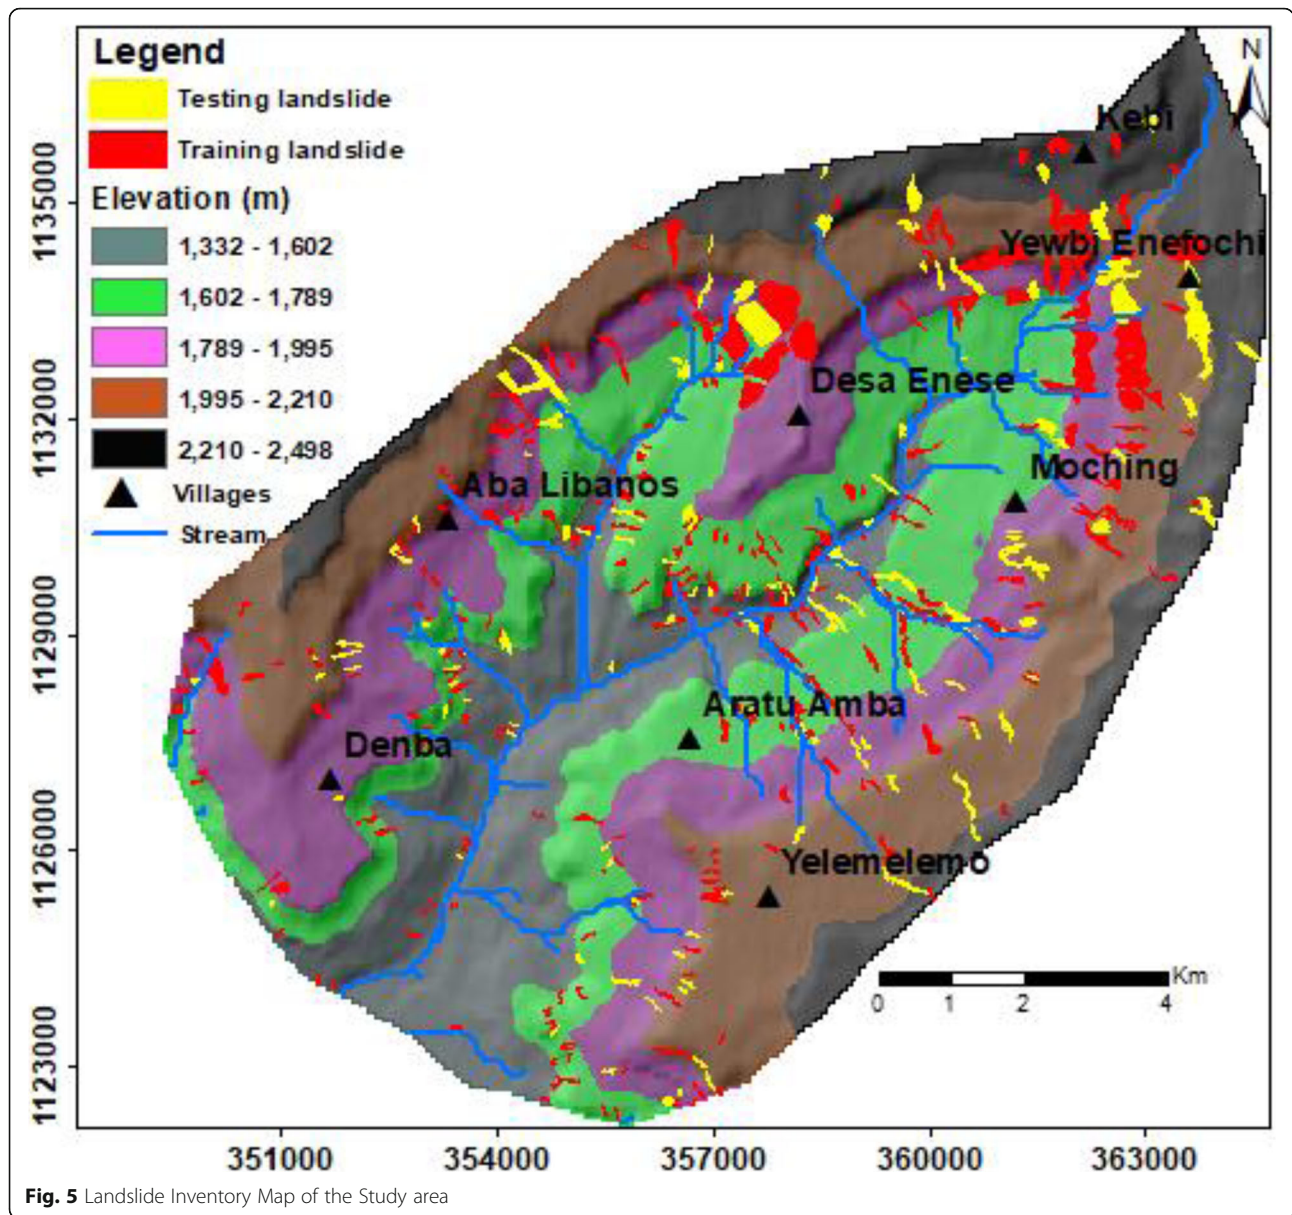 Legend
Testing landslide
Training landslide
Elevation (m)
1,332 - 1,602
1,602 - 1,789
1,789 - 1,995
1,995 - 2,210
2,210 - 2,498
Villages
Stream
N
Kebi
Yewbi Enefochi
Desa Enese
Moching
Aba Libanos
Aratu Amba
Denba
Yelemelemo
Km
0 1 2 4
1135000
1132000
1129000
1126000
1123000
351000 354000 357000 360000 363000
Fig. 5 Landslide Inventory Map of the Study area